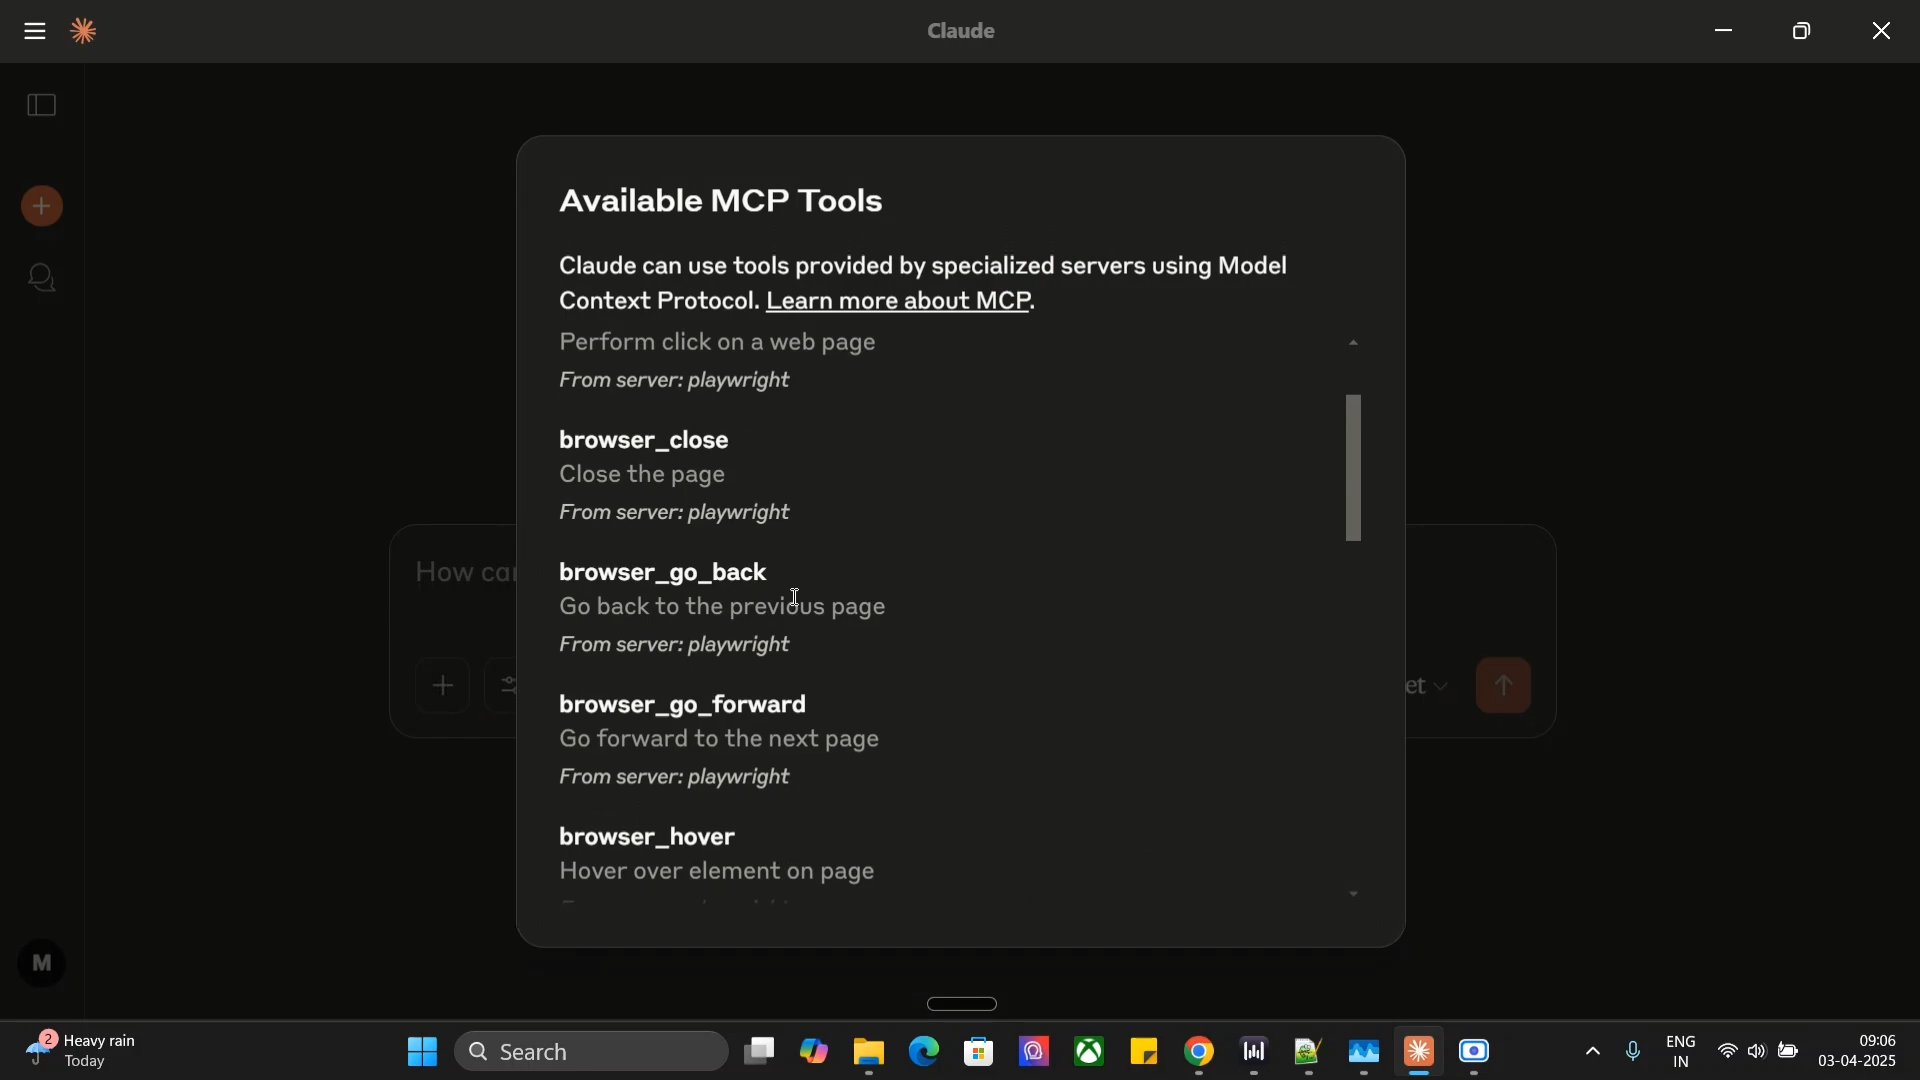 Claude
Available MCP Tools
Claude can use tools provided by specialized servers using Model
Context Protocol. Learn more about MCP.
Perform click on a web page
From server: playwright
browser_close
Close the page
From server: playwright
browser_go_back
Go back to the previous page
From server: playwright
browser_go_forward
Go forward to the next page
From server: playwright
browser_hover
Hover over element on page
How ca
et
M
2
Heavy rain
Today
Search
ENG
IN
09:06
03-04-2025